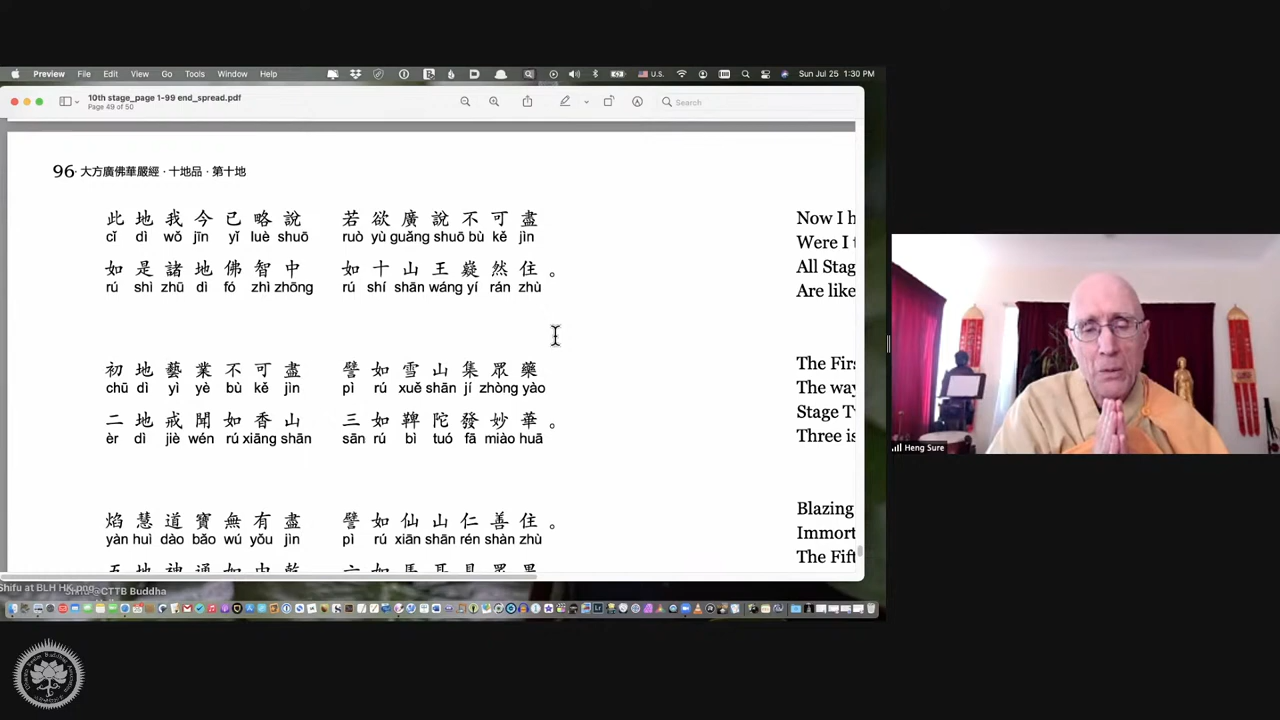 Preview File Edit View Go Tools Window Help U.S. Sun Jul 25 1:30 PM
10th stage_page 1-99 end_spread.pdf
Page 49 of 50
Search
96· 大方廣佛華嚴經 · 十地品 · 第十地
此地我今已略說 若欲廣說不可盡
cǐ dì wǒ jīn yǐ luè shuō ruò yù guǎng shuō bù kě jìn
如是諸地佛智中 如十山王嶷然住。
rú shì zhū dì fó zhì zhōng rú shí shān wáng yí rán zhù
Now I h
Were I t
All Stag
Are like
初地藝業不可盡 譬如雪山集眾藥
chū dì yì yè bù kě jìn pì rú xuě shān jí zhòng yào
二地戒聞如香山 三如鞞陀發妙華。
èr dì jiè wén rú xiāng shān sān rú bì tuó fā miào huā
The Firs
The way
Stage T
Three is
焰慧道寶無有盡 譬如仙山仁善住。
yàn huì dào bǎo wú yǒu jìn pì rú xiān shān rén shàn zhù
Blazing
Immort
The Fift
Shifu at BLH HK.png
@CTTB Buddha
Heng Sure